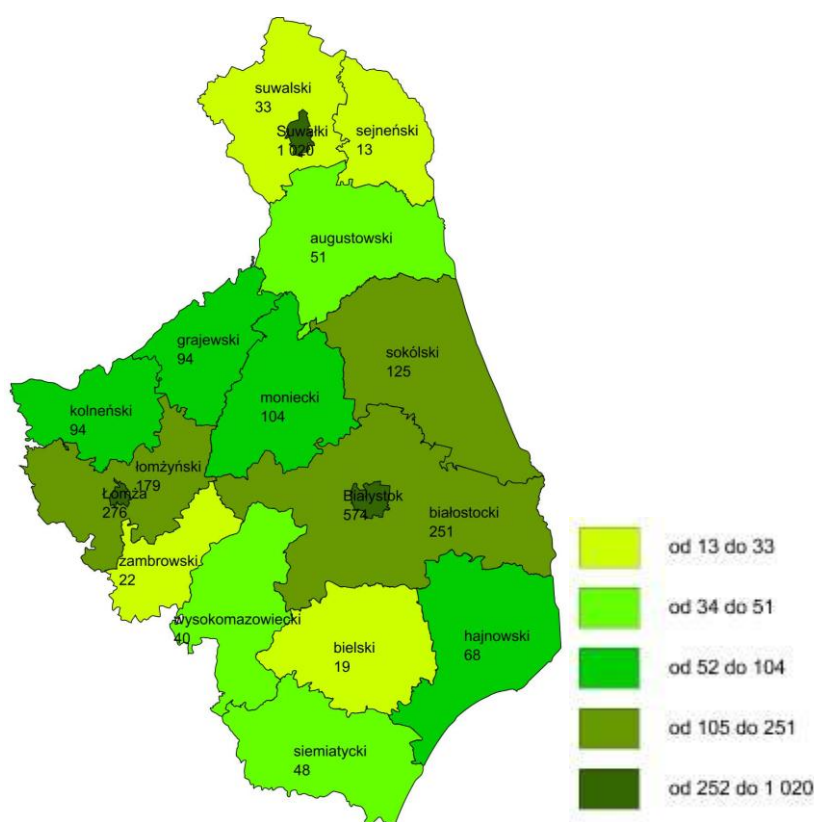 suwalski
33
Suwałki
1 020
sejneński
13
augustowski
51
grajewski
94
sokólski
125
moniecki
104
kolneński
94
łomżyński
179
Łomża
276
Białystok
574
białostocki
251
zambrowski
22
wysokomazowiecki
40
bielski
19
hajnowski
68
siemiatycki
48
od 13 do 33
od 34 do 51
od 52 do 104
od 105 do 251
od 252 do 1 020